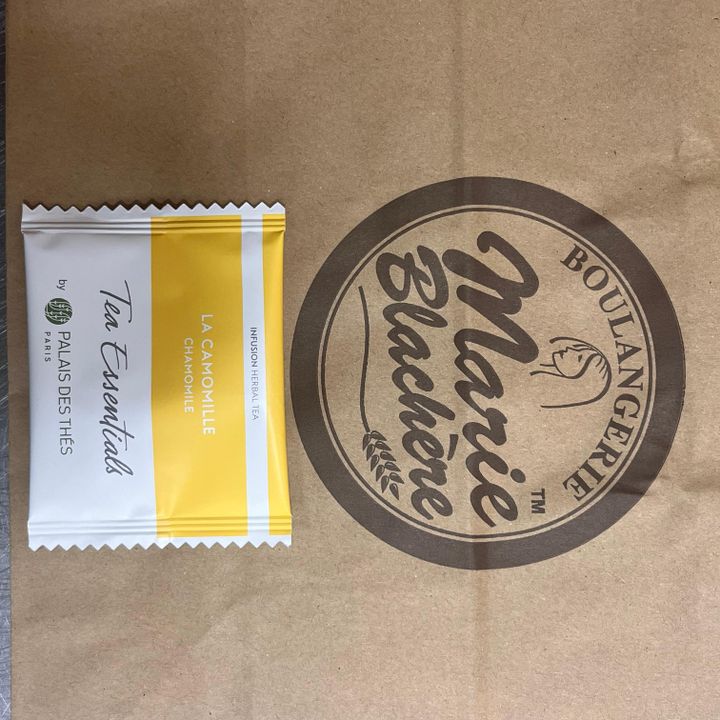 BOULANGERIE
Marie
Blachère
TM
INFUSION HERBAL TEA
LA CAMOMILLE
CHAMOMILE
Tea Essentials
by PALAIS DES THÉS
PARIS